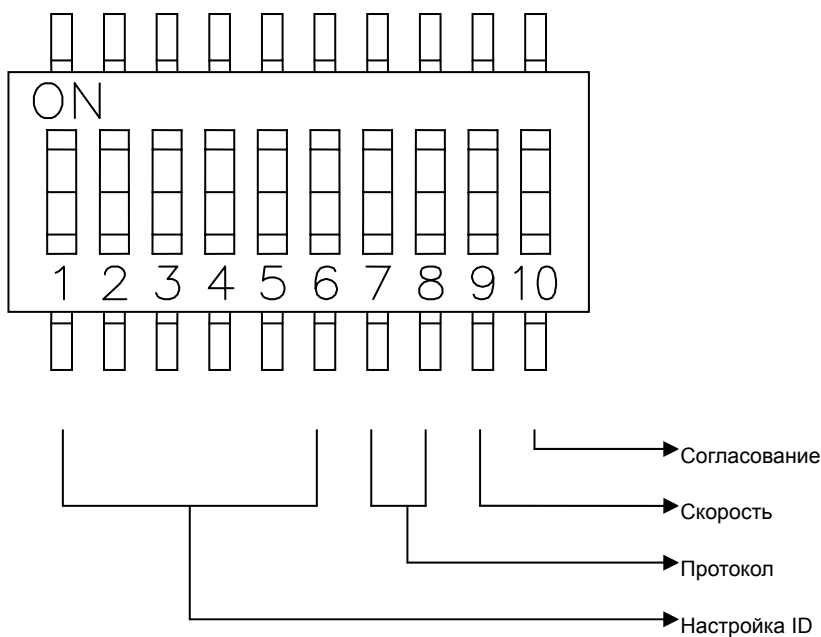 ON
1 2 3 4 5 6 7 8 9 10
Согласование
Скорость
Протокол
Настройка ID